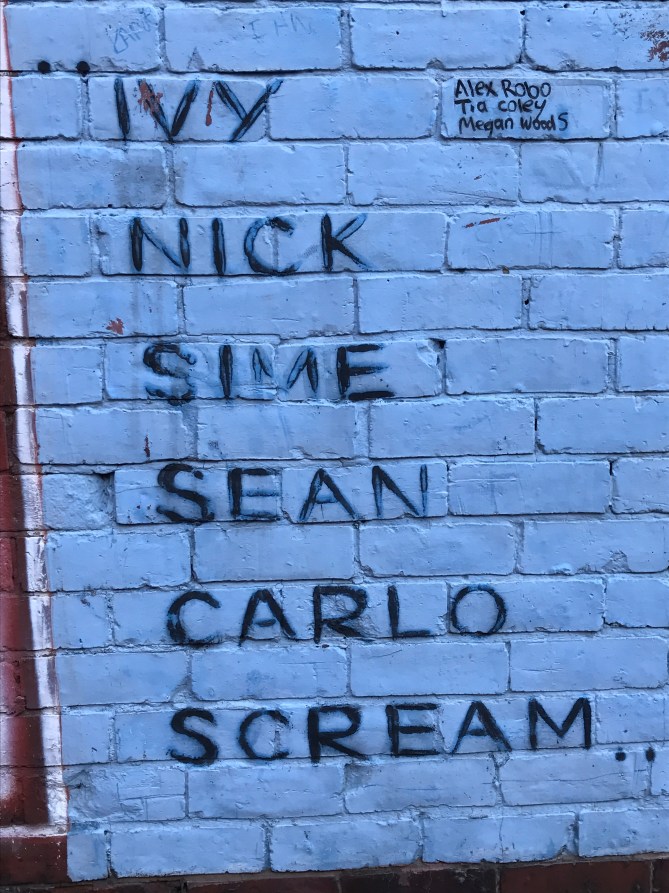 ..IVY
Alex Robo
Tia Coley
Megan Woods
NICK
SIME
SEAN
CARLO
SCREAM..